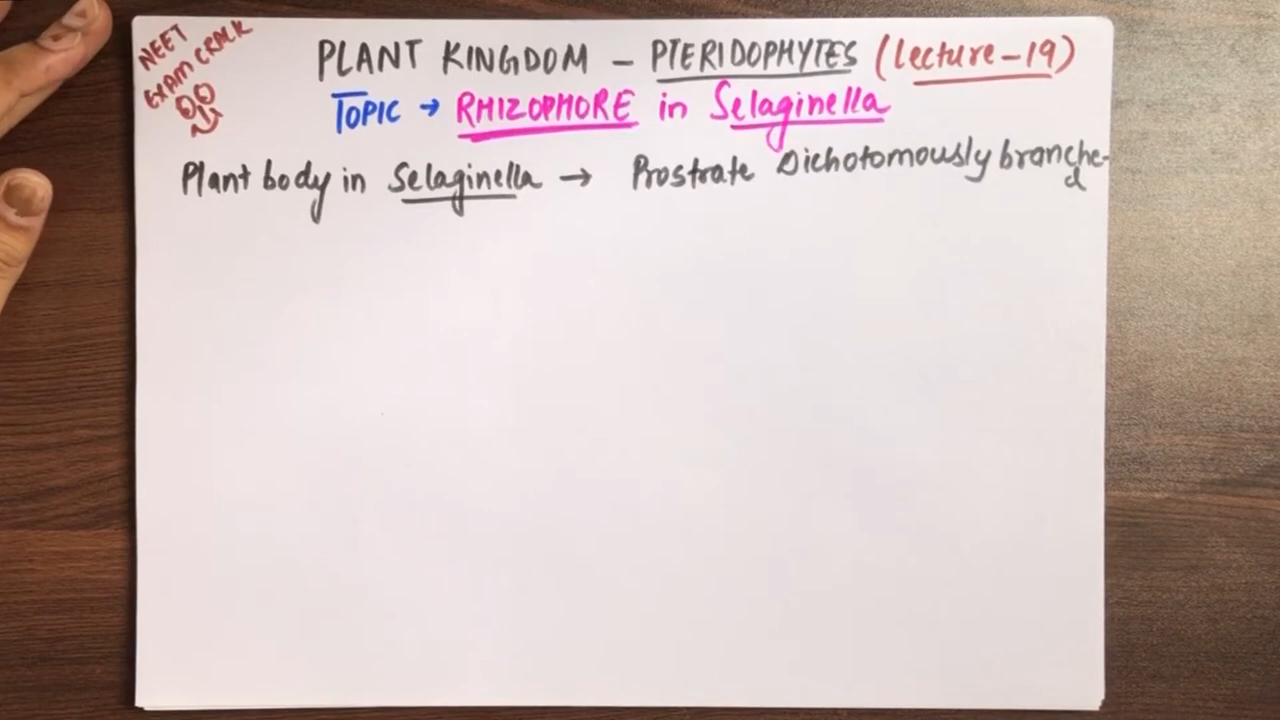 NEET
EXAM CRACK
PLANT KINGDOM – PTERIDOPHYTES (Lecture-19)
TOPIC → RHIZOPHORE in Selaginella
Plant body in Selaginella → Prostrate Dichotomously branche-
d